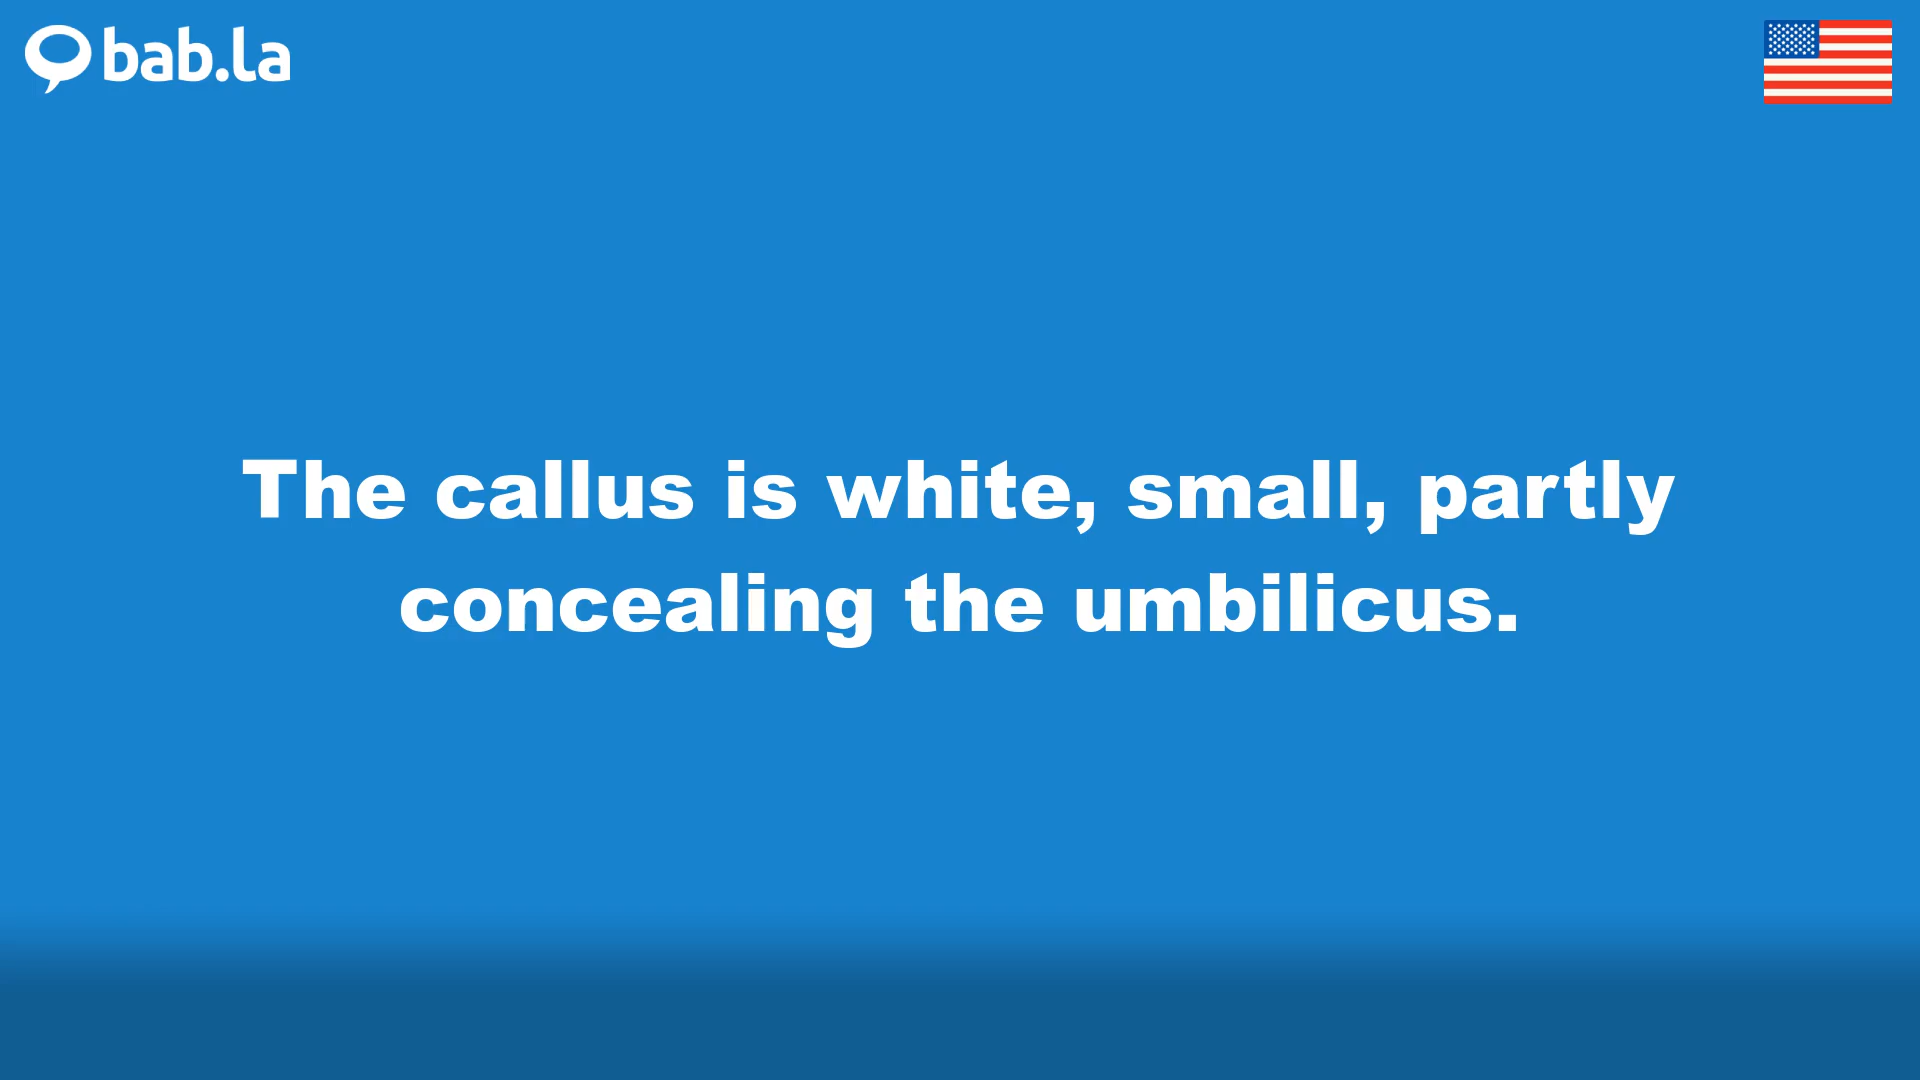 bab.la
The callus is white, small, partly
concealing the umbilicus.